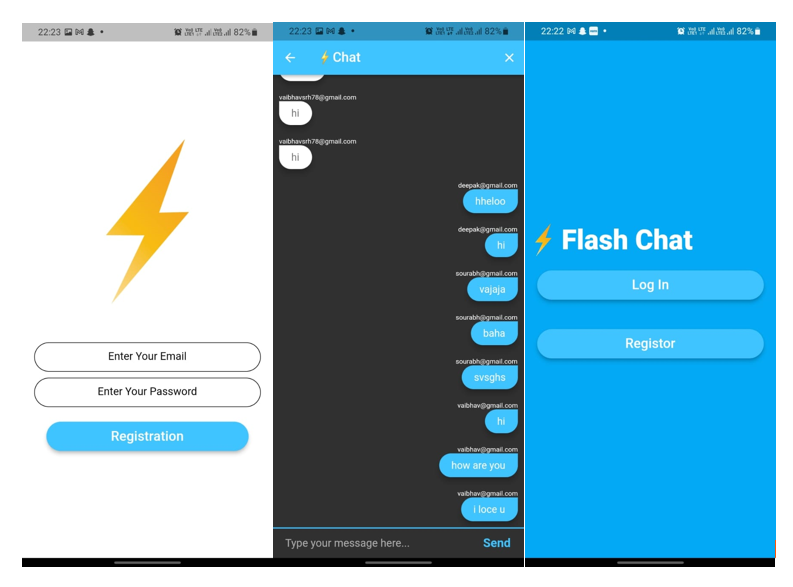 22:23
82%
Enter Your Email
Enter Your Password
Registration
22:23
82%
Chat
vaibhavsrh78@gmail.com
hi
vaibhavsrh78@gmail.com
hi
deepak@gmail.com
hheloo
deepak@gmail.com
hi
sourabh@gmail.com
vajaja
sourabh@gmail.com
baha
sourabh@gmail.com
svsghs
vaibhav@gmail.com
hi
vaibhav@gmail.com
how are you
vaibhav@gmail.com
i loce u
Type your message here...
Send
22:22
82%
Flash Chat
Log In
Registor